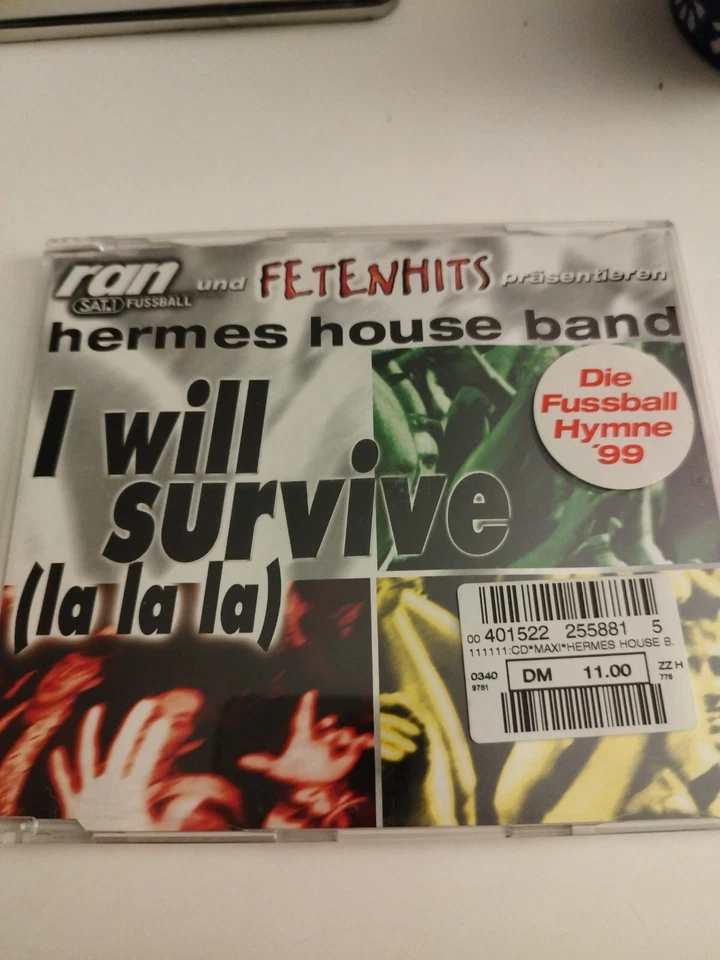 ran und FETENHITS präsentieren
SAT.1 FUSSBALL
hermes house band
I will
survive
(la la la)
Die
Fussball
Hymne
'99
00 401522 255881 5
111111:CD*MAXI*HERMES HOUSE B.
0340 DM 11.00 ZZ H
9781 776